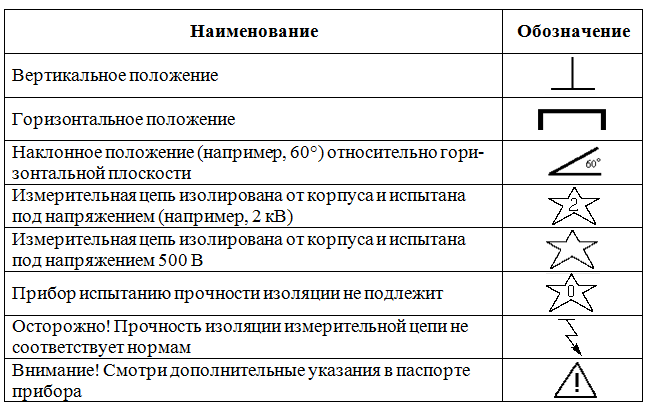 Наименование
Обозначение
Вертикальное положение
Горизонтальное положение
Наклонное положение (например, 60°) относительно гори-
зонтальной плоскости
60°
Измерительная цепь изолирована от корпуса и испытана
под напряжением (например, 2 кВ)
2
Измерительная цепь изолирована от корпуса и испытана
под напряжением 500 В
Прибор испытанию прочности изоляции не подлежит
0
Осторожно! Прочность изоляции измерительной цепи не
соответствует нормам
Внимание! Смотри дополнительные указания в паспорте
прибора
!